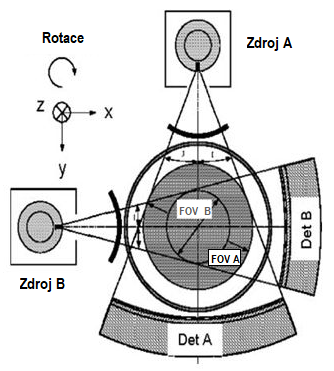 Zdroj A
Rotace
z
x
y
FOV B
FOV A
Det B
Zdroj B
Det A